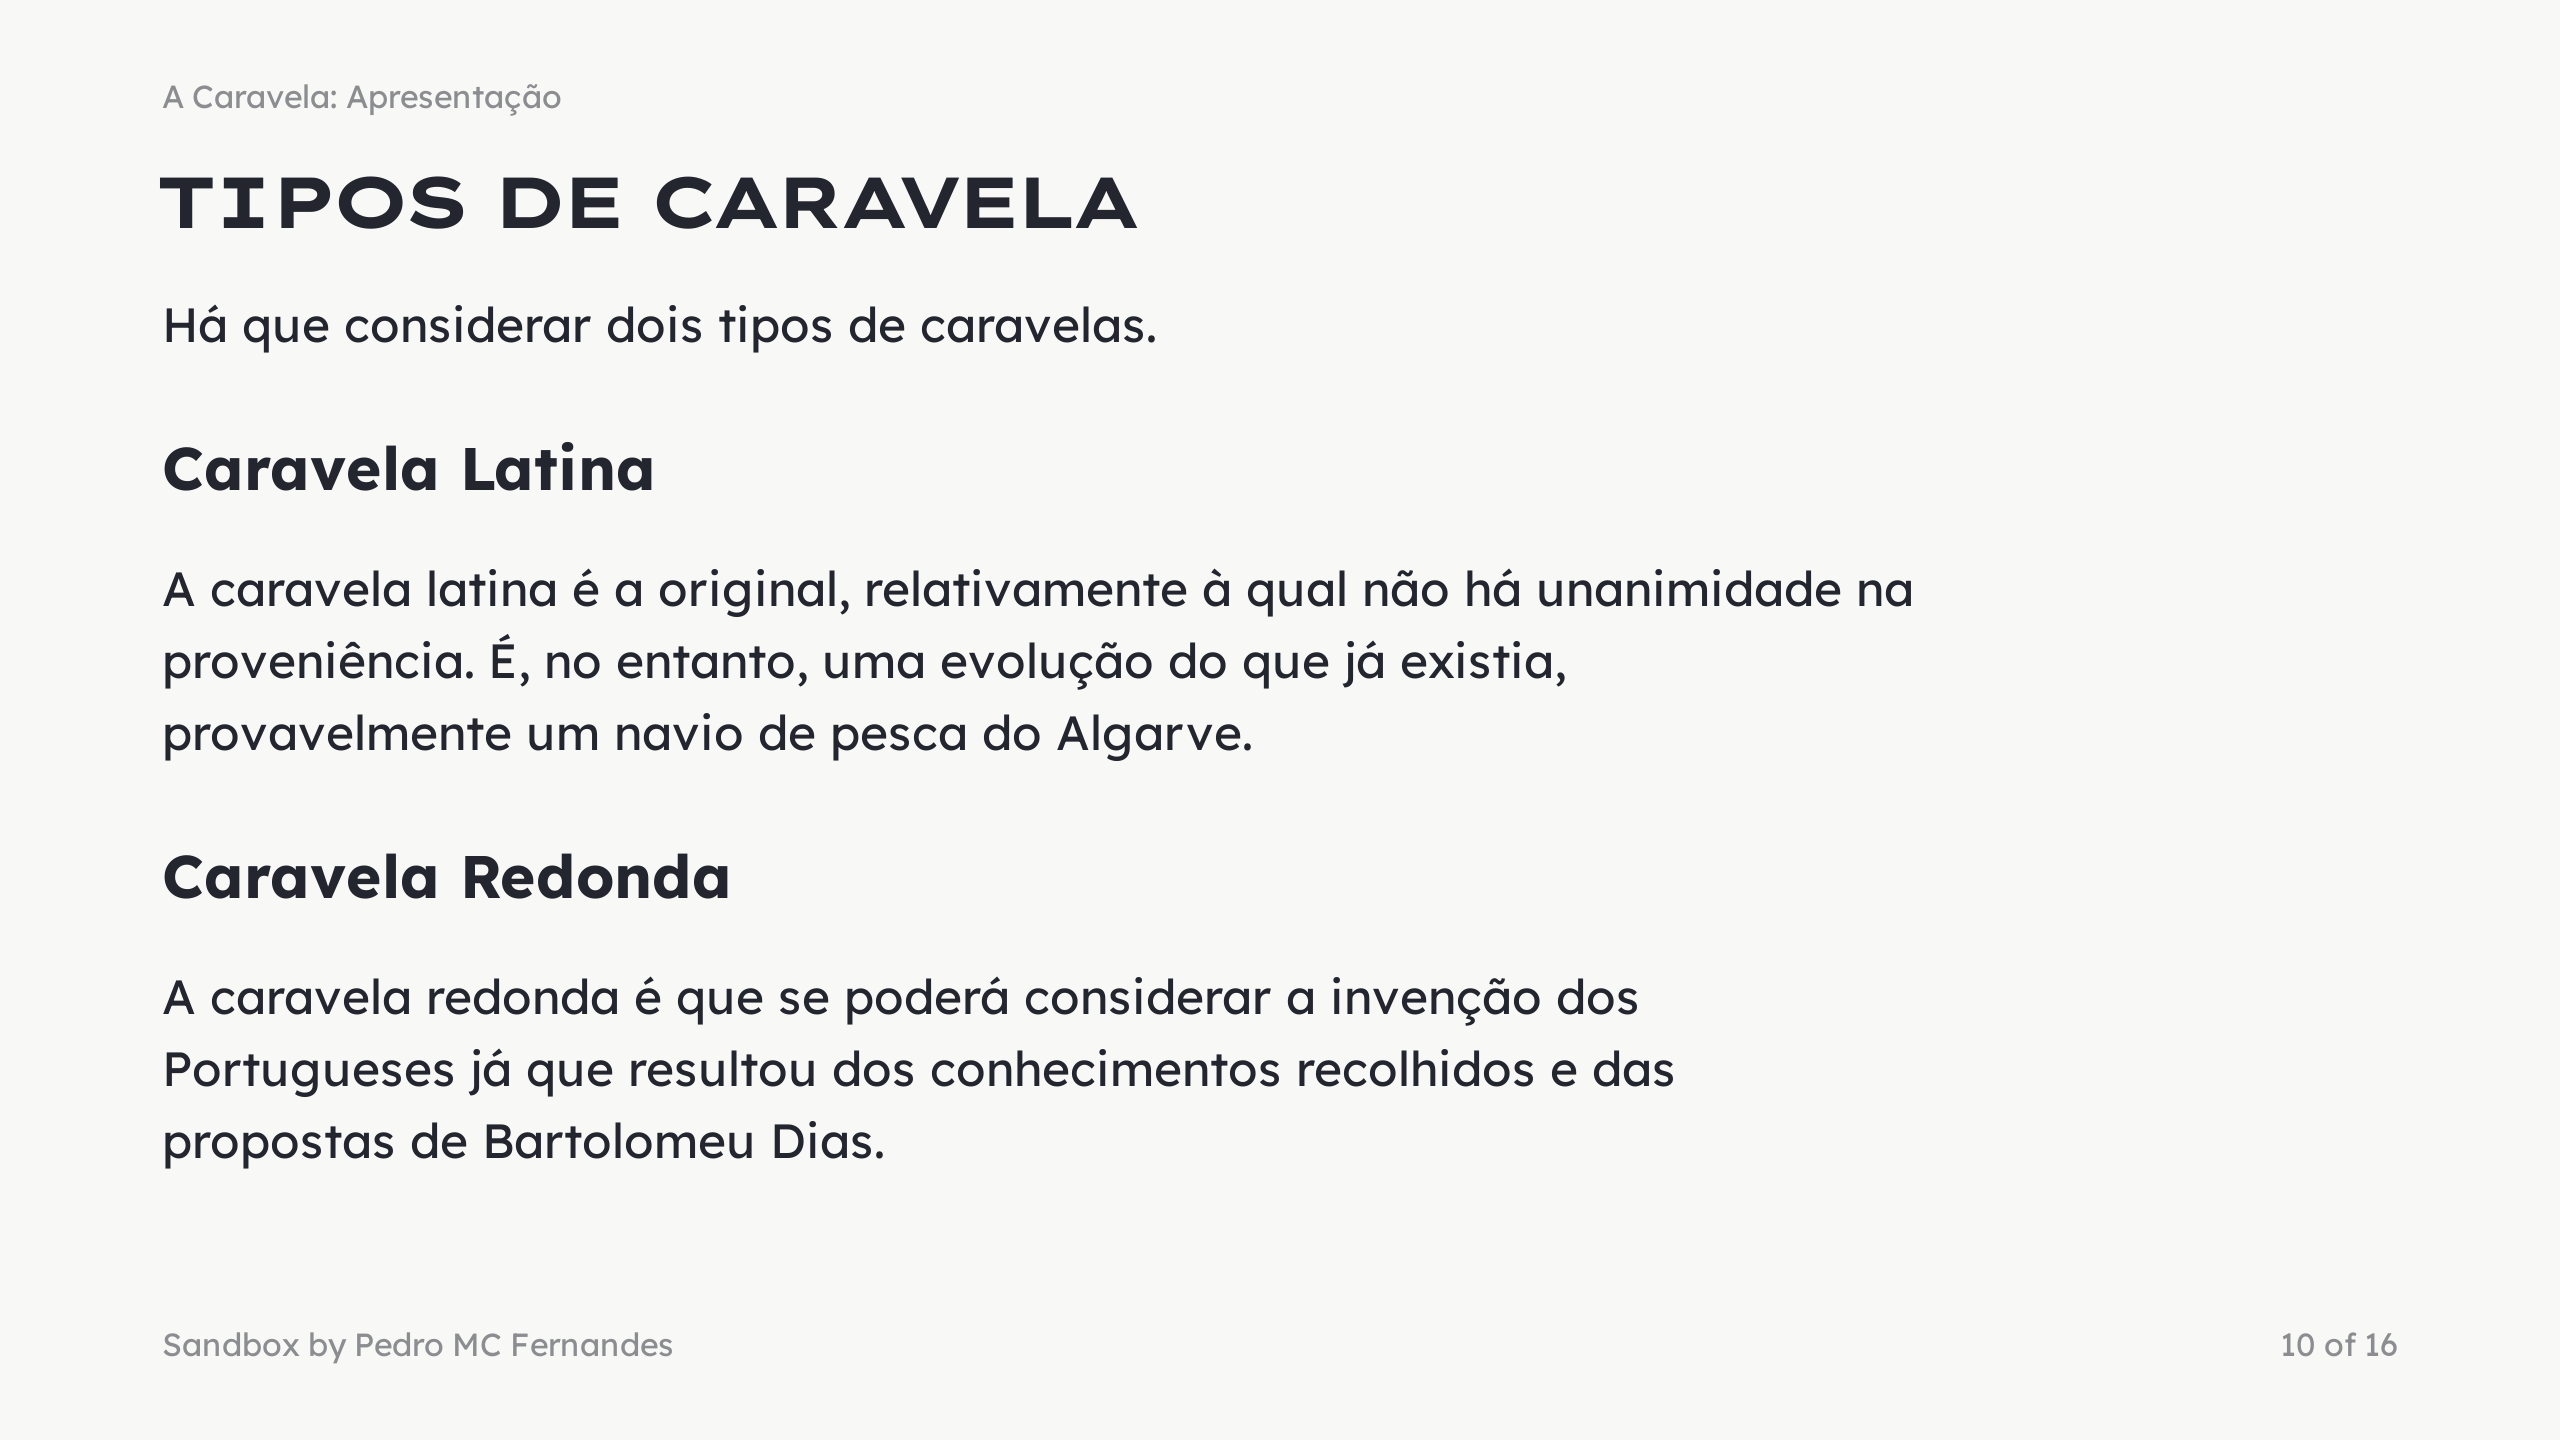 A Caravela: Apresentação
TIPOS DE CARAVELA
Há que considerar dois tipos de caravelas.
Caravela Latina
A caravela latina é a original, relativamente à qual não há unanimidade na
proveniência. É, no entanto, uma evolução do que já existia,
provavelmente um navio de pesca do Algarve.
Caravela Redonda
A caravela redonda é que se poderá considerar a invenção dos
Portugueses já que resultou dos conhecimentos recolhidos e das
propostas de Bartolomeu Dias.
Sandbox by Pedro MC Fernandes
10 of 16